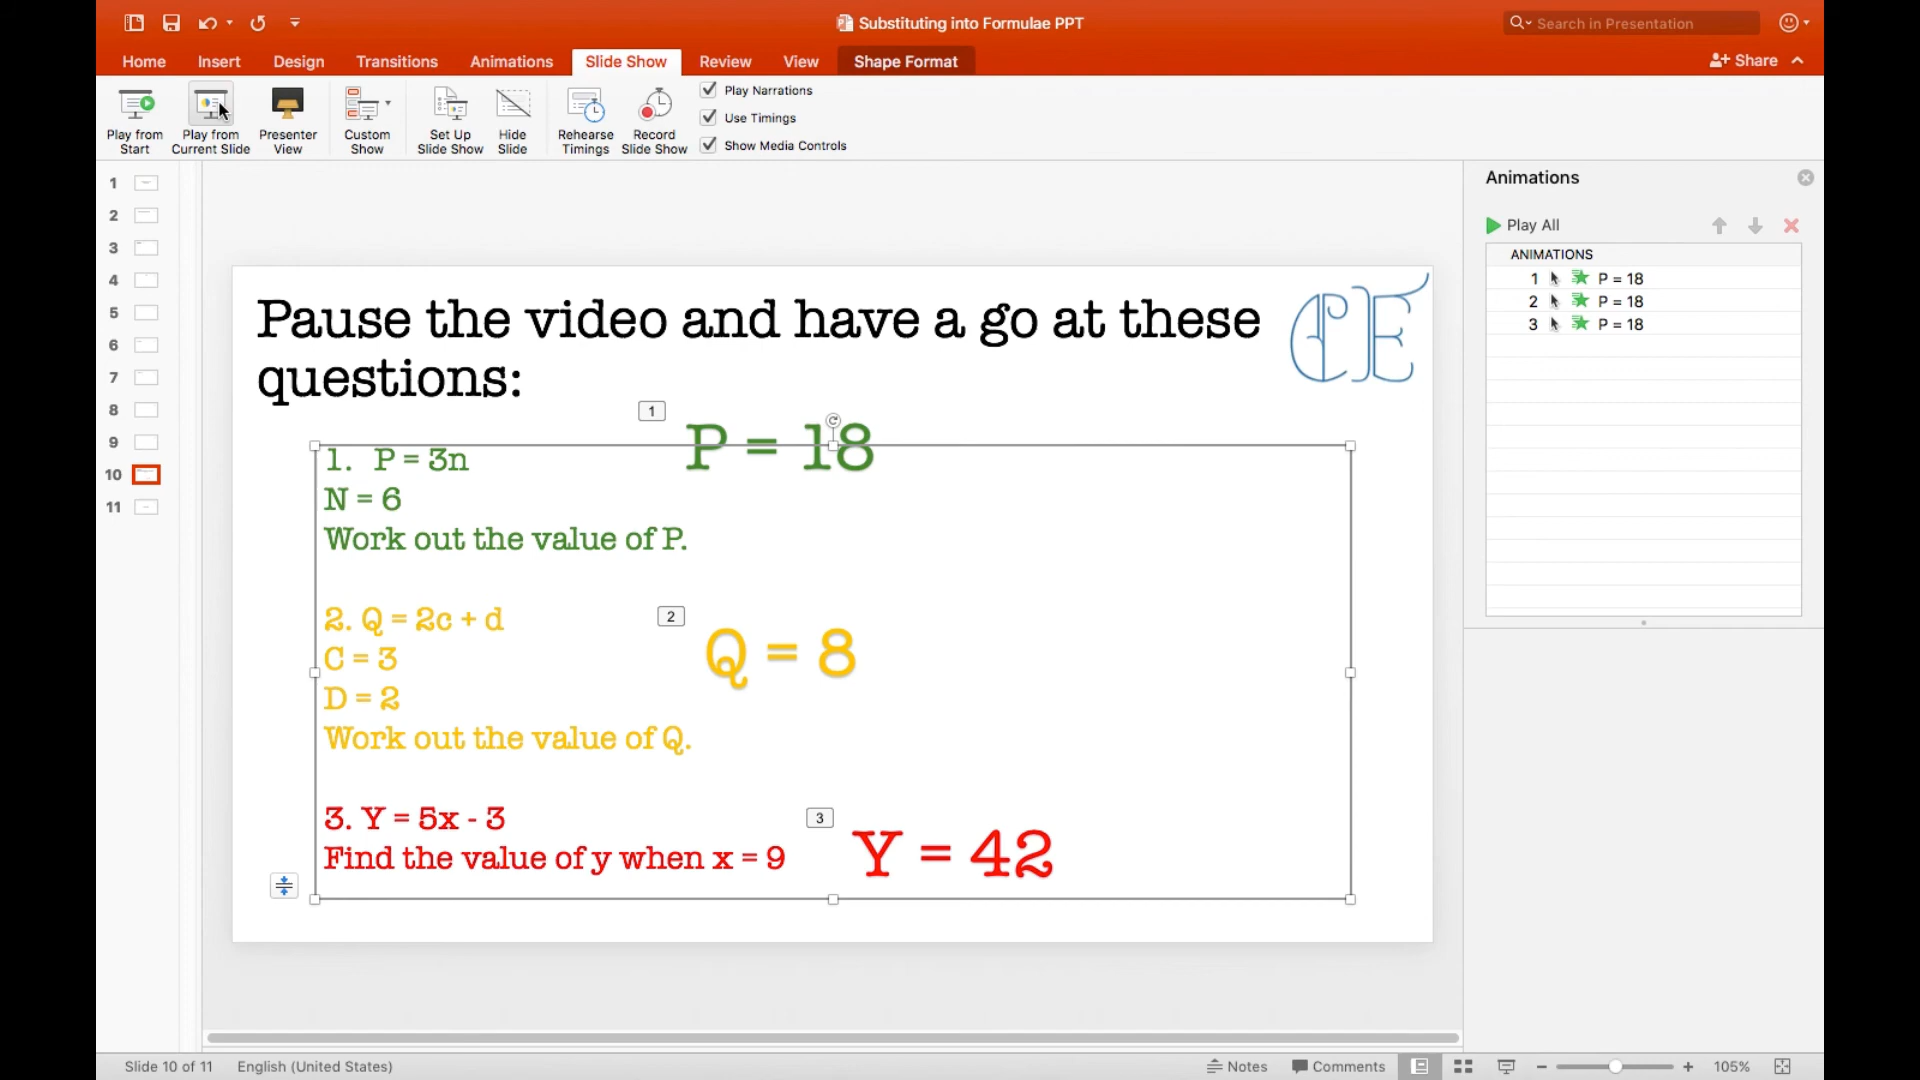 Substituting into Formulae PPT
Search in Presentation
Home Insert Design Transitions Animations Slide Show Review View Shape Format
Share
Play from Start
Play from Current Slide
Presenter View
Custom Show
Set Up Slide Show
Hide Slide
Rehearse Timings
Record Slide Show
Play Narrations
Use Timings
Show Media Controls
1
2
3
4
5
6
7
8
9
10
11
Pause the video and have a go at these
questions:
CE
1
P = 18
1. P = 3n
N = 6
Work out the value of P.
2. Q = 2c + d
2
Q = 8
C = 3
D = 2
Work out the value of Q.
3. Y = 5x - 3
3
Y = 42
Find the value of y when x = 9
Animations
Play All
ANIMATIONS
1 P = 18
2 P = 18
3 P = 18
Slide 10 of 11 English (United States)
Notes Comments 105%